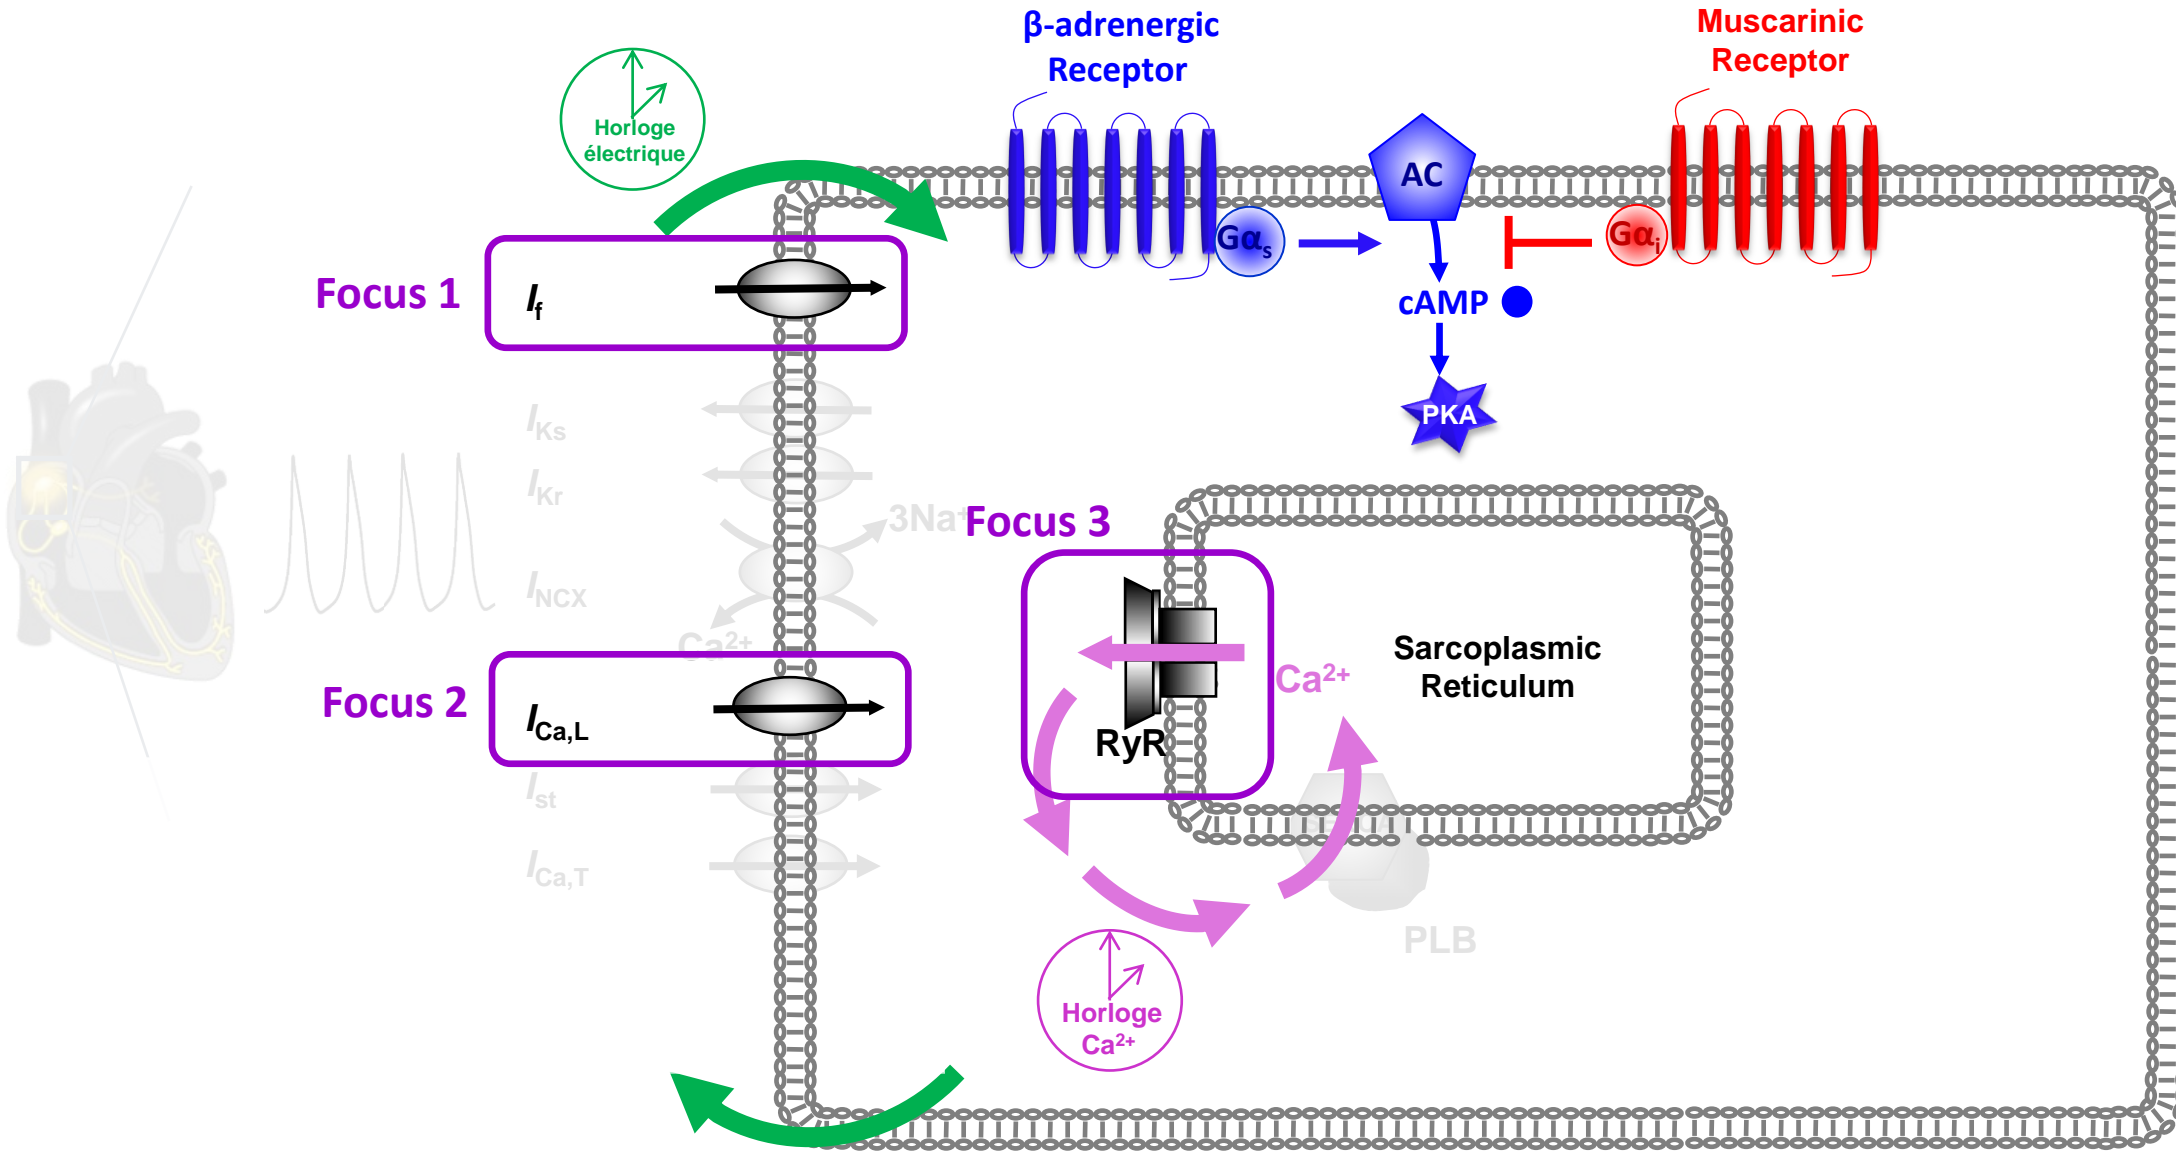 β-adrenergic
Receptor
Muscarinic
Receptor
Horloge
électrique
AC
Gαs
Gαi
Focus 1
If
cAMP
PKA
IKs
IKr
3Na+
Focus 3
INCX
Ca2+
Sarcoplasmic
Reticulum
Ca2+
Focus 2
ICa,L
RyR
Ist
ICa,T
PLB
Horloge
Ca2+